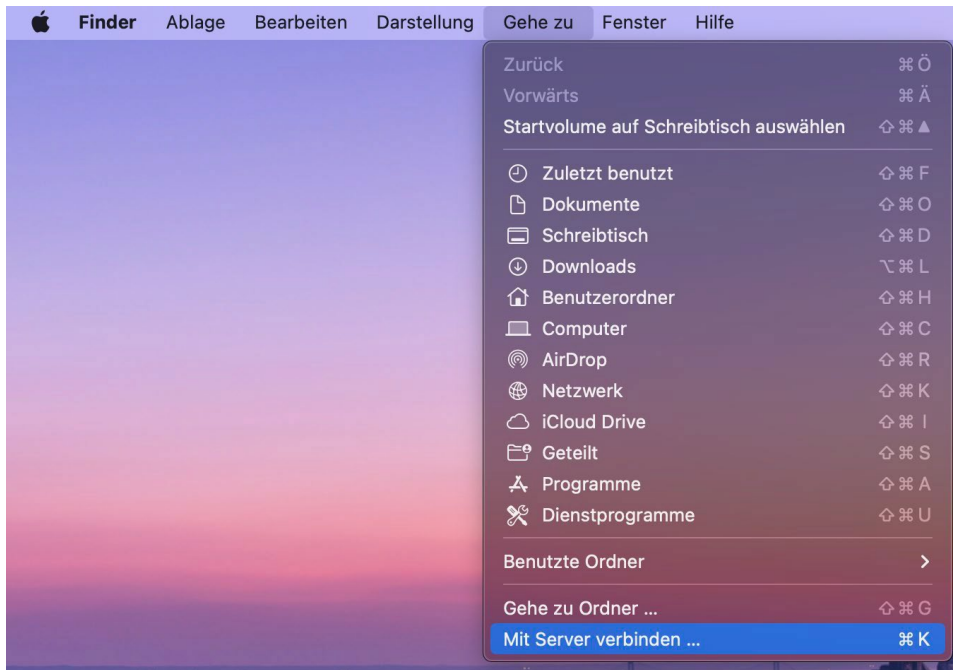 Finder Ablage Bearbeiten Darstellung Gehe zu Fenster Hilfe
Zurück ⌘Ö
Vorwärts ⌘Ä
Startvolume auf Schreibtisch auswählen ⇧⌘▲
Zuletzt benutzt ⇧⌘F
Dokumente ⇧⌘O
Schreibtisch ⇧⌘D
Downloads ⌥⌘L
Benutzerordner ⇧⌘H
Computer ⇧⌘C
AirDrop ⇧⌘R
Netzwerk ⇧⌘K
iCloud Drive ⇧⌘I
Geteilt ⇧⌘S
Programme ⇧⌘A
Dienstprogramme ⇧⌘U
Benutzte Ordner
Gehe zu Ordner ... ⇧⌘G
Mit Server verbinden ... ⌘K